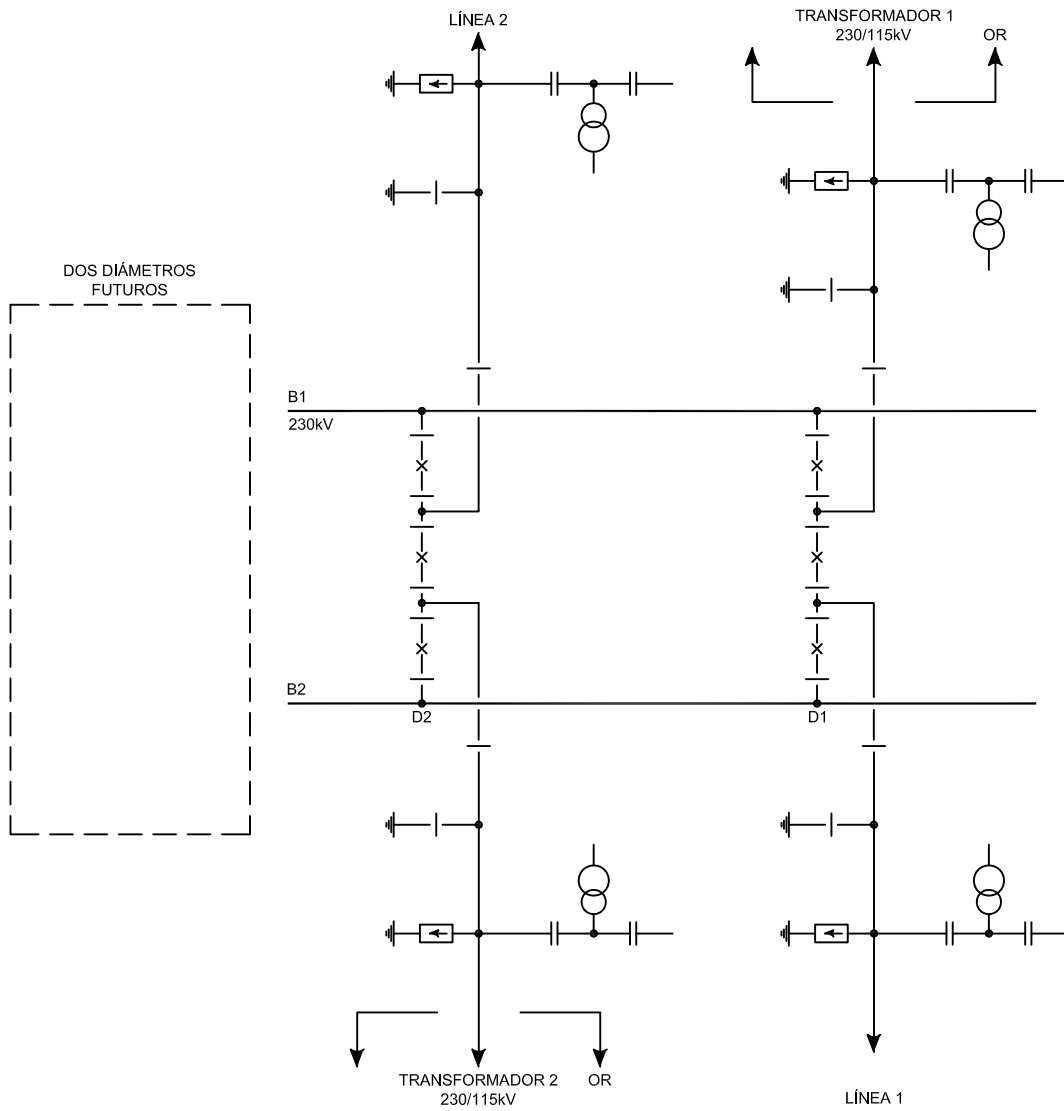 LÍNEA 2
TRANSFORMADOR 1
230/115kV
OR
DOS DIÁMETROS
FUTUROS
B1
230kV
B2
D2
D1
TRANSFORMADOR 2
230/115kV
OR
LÍNEA 1